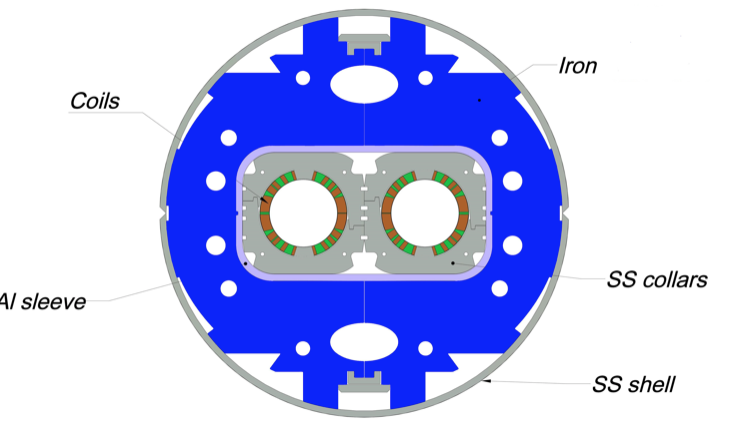 Iron
Coils
Al sleeve
SS collars
SS shell